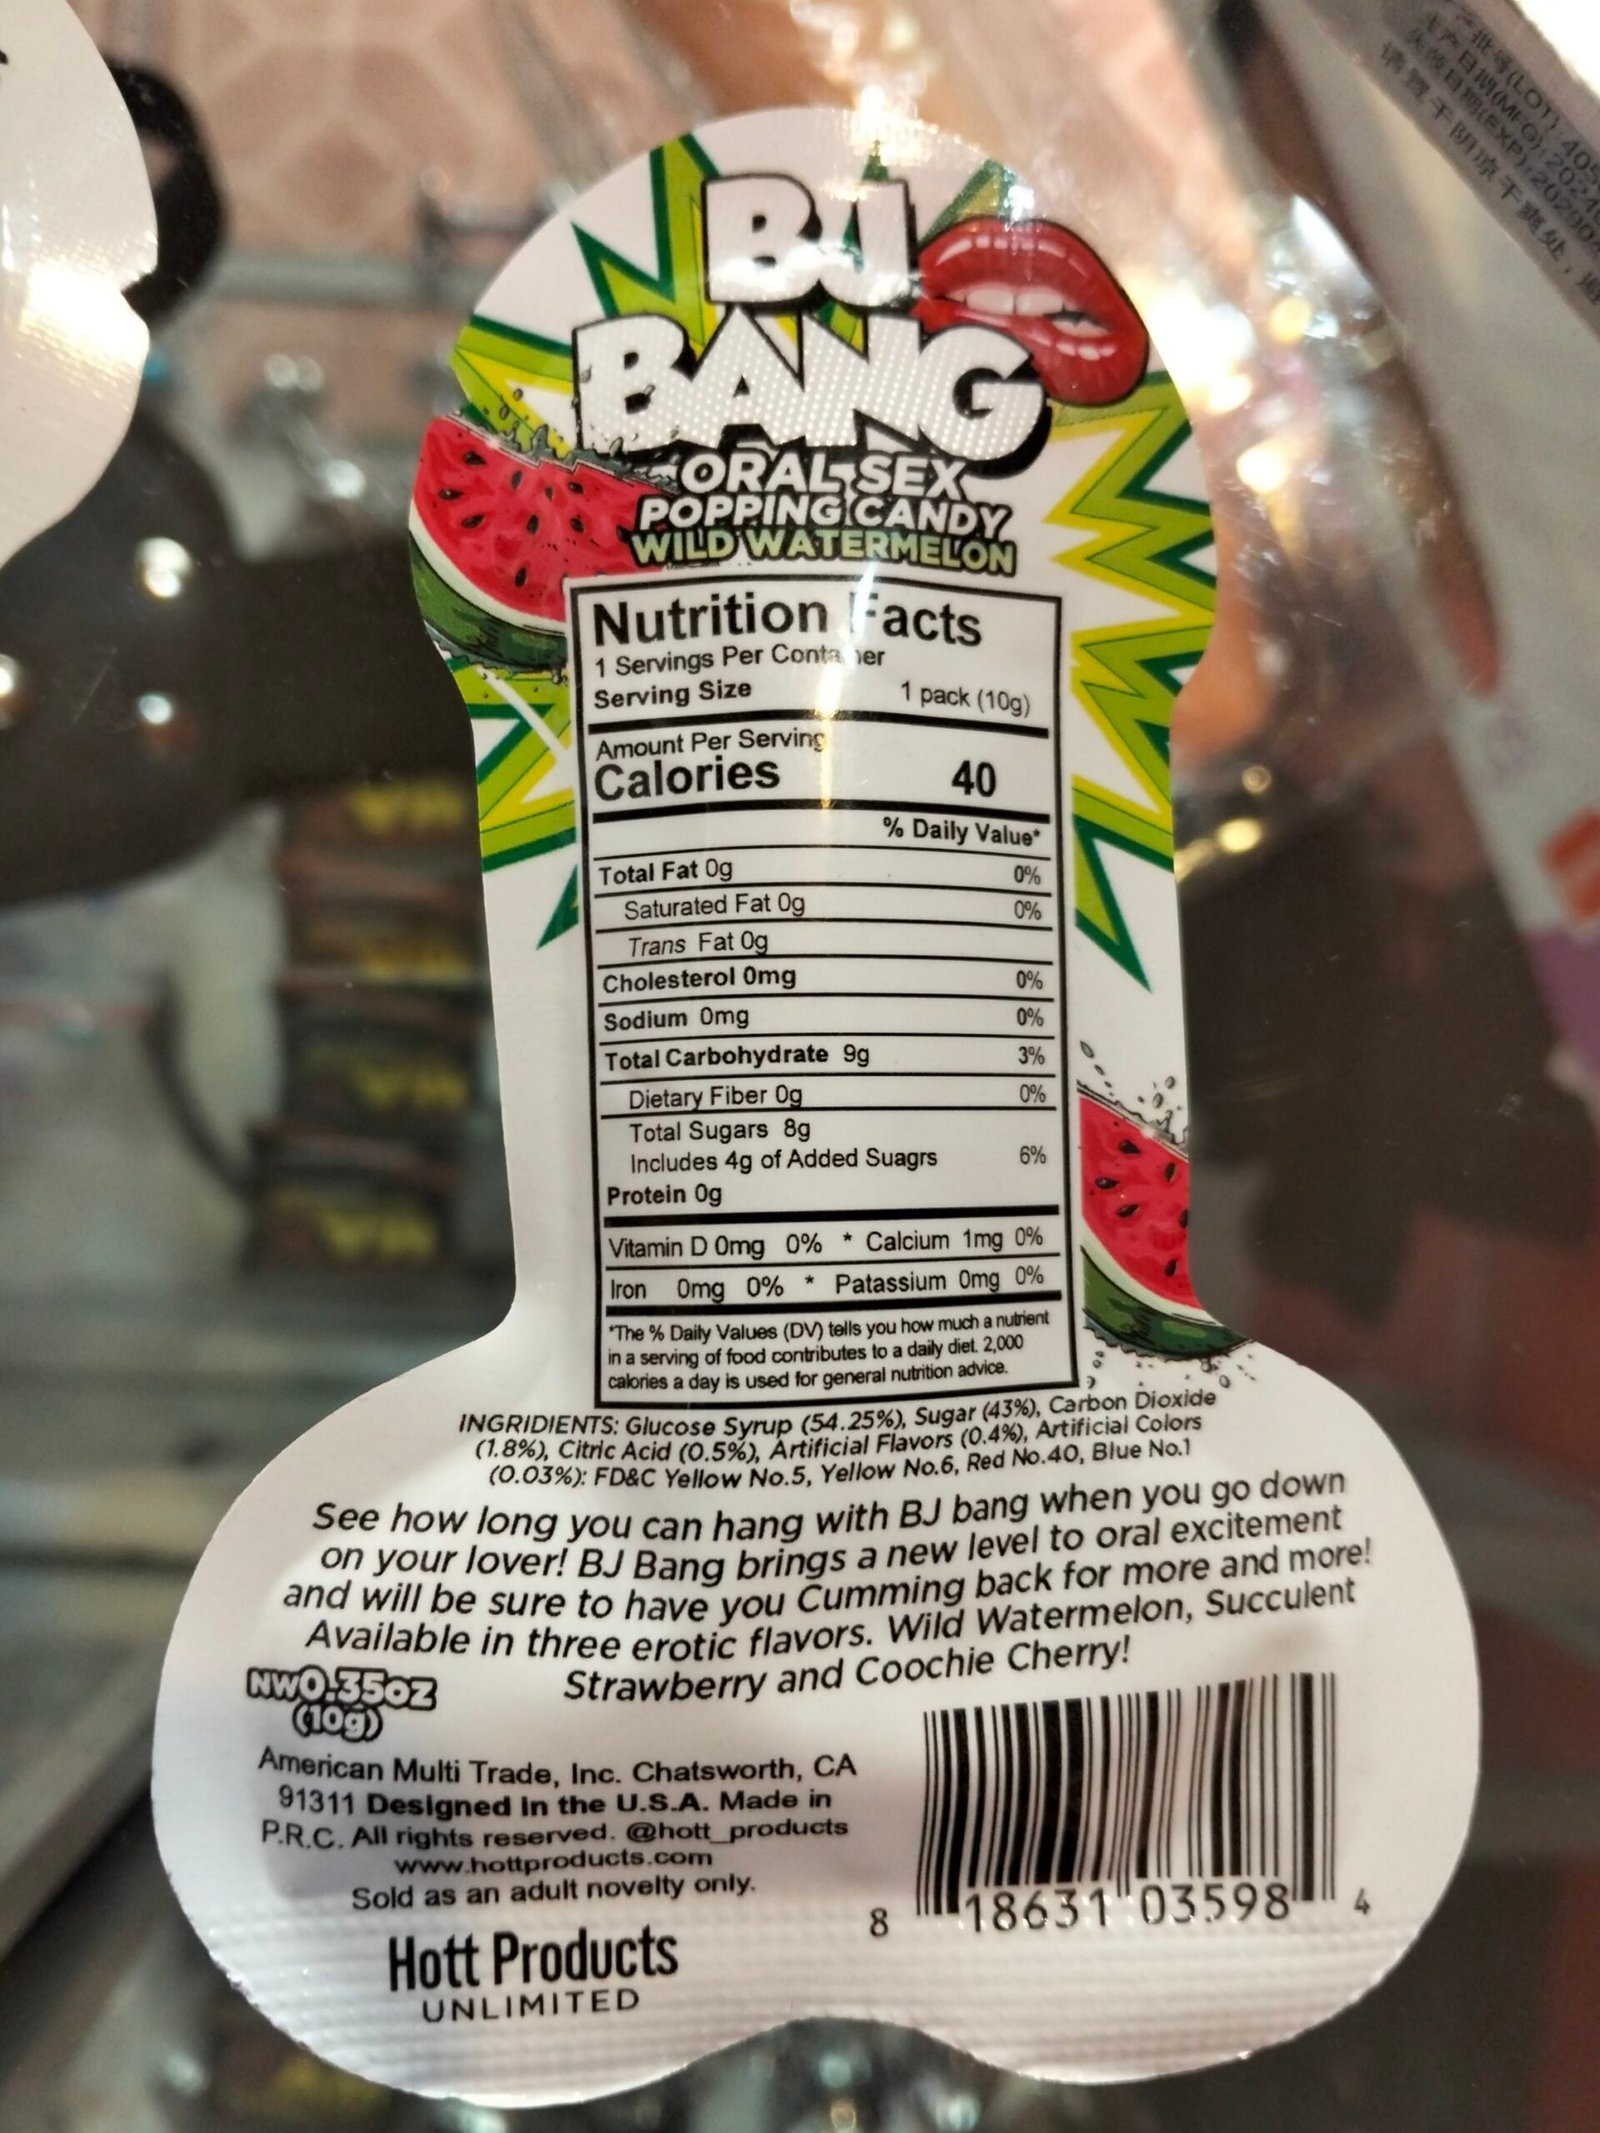 BJ
BANG
ORAL SEX
POPPING CANDY
WILD WATERMELON
Nutrition Facts
1 Servings Per Container
Serving Size 1 pack (10g)
Amount Per Serving
Calories 40
% Daily Value*
Total Fat 0g 0%
Saturated Fat 0g 0%
Trans Fat 0g
Cholesterol 0mg 0%
Sodium 0mg 0%
Total Carbohydrate 9g 3%
Dietary Fiber 0g 0%
Total Sugars 8g
Includes 4g of Added Suagrs 6%
Protein 0g
Vitamin D 0mg 0% * Calcium 1mg 0%
Iron 0mg 0% * Patassium 0mg 0%
*The % Daily Values (DV) tells you how much a nutrient
in a serving of food contributes to a daily diet. 2,000
calories a day is used for general nutrition advice.
INGRIDIENTS: Glucose Syrup (54.25%), Sugar (43%), Carbon Dioxide
(1.8%), Citric Acid (0.5%), Artificial Flavors (0.4%), Artificial Colors
(0.03%): FD&C Yellow No.5, Yellow No.6, Red No.40, Blue No.1
See how long you can hang with BJ bang when you go down
on your lover! BJ Bang brings a new level to oral excitement
and will be sure to have you Cumming back for more and more!
Available in three erotic flavors. Wild Watermelon, Succulent
Strawberry and Coochie Cherry!
NW0.35oz
(10g)
American Multi Trade, Inc. Chatsworth, CA
91311 Designed in the U.S.A. Made in
P.R.C. All rights reserved. @hott_products
www.hottproducts.com
Sold as an adult novelty only.
Hott Products
UNLIMITED
8 18631 03598 4
(LOT)
(MFG)
(EXP)